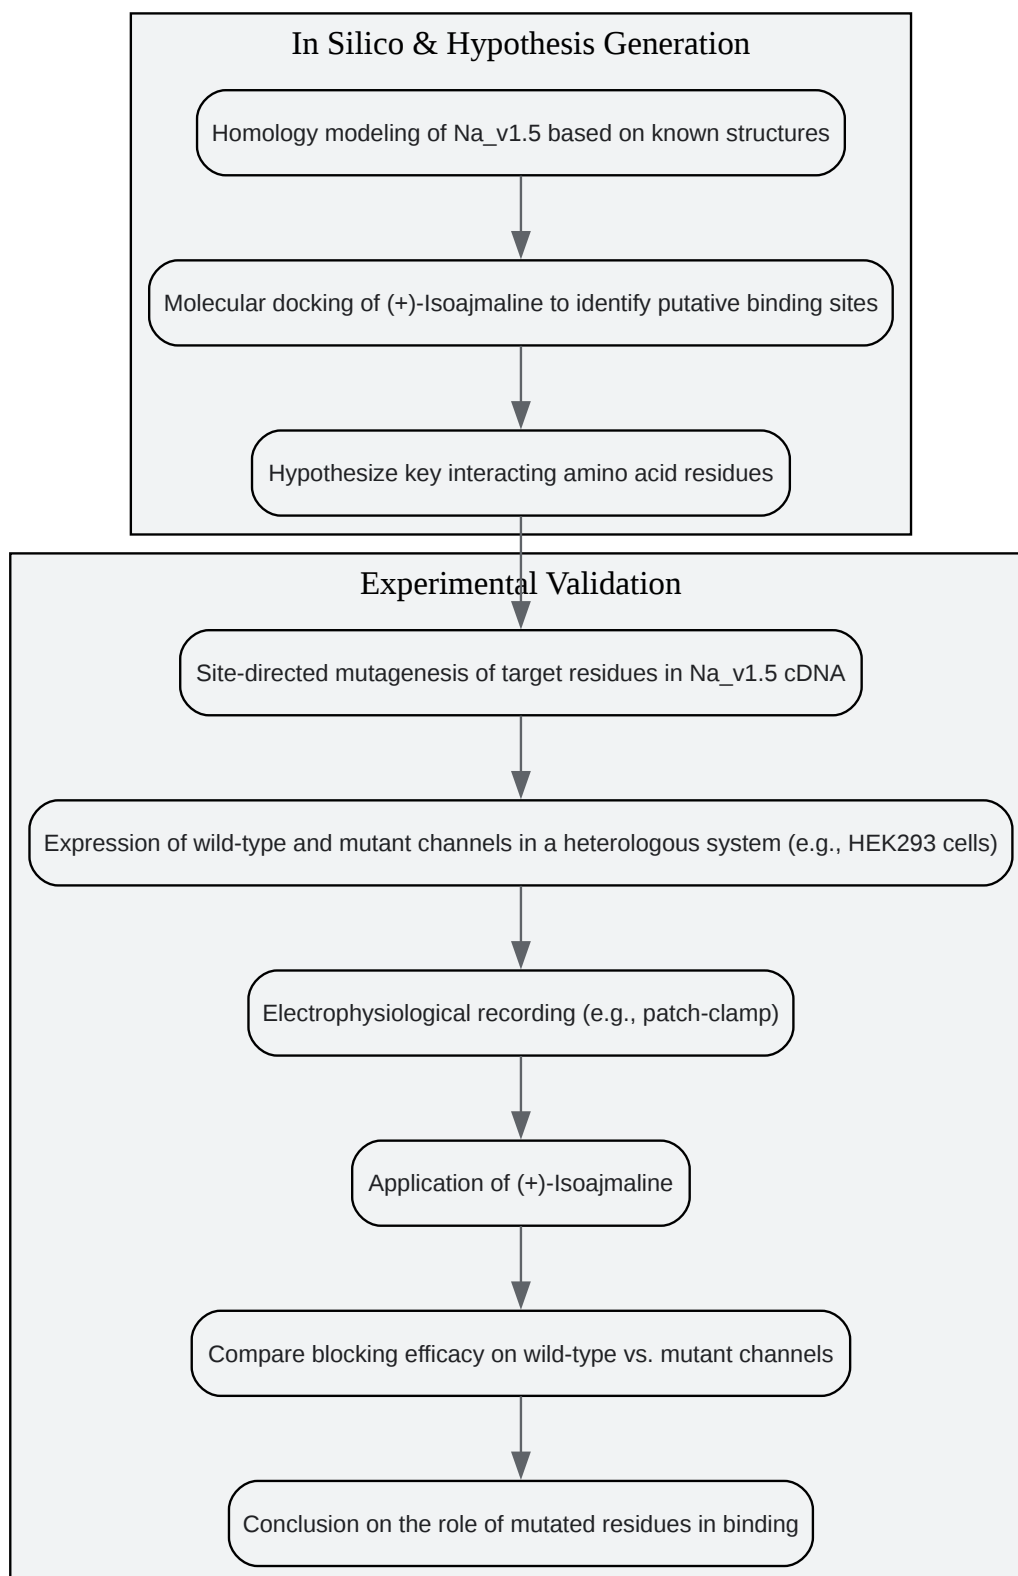 In Silico & Hypothesis Generation
Homology modeling of Na_v1.5 based on known structures
Molecular docking of (+)-Isoajmaline to identify putative binding sites
Hypothesize key interacting amino acid residues
Experimental Validation
Site-directed mutagenesis of target residues in Na_v1.5 cDNA
Expression of wild-type and mutant channels in a heterologous system (e.g., HEK293 cells)
Electrophysiological recording (e.g., patch-clamp)
Application of (+)-Isoajmaline
Compare blocking efficacy on wild-type vs. mutant channels
Conclusion on the role of mutated residues in binding